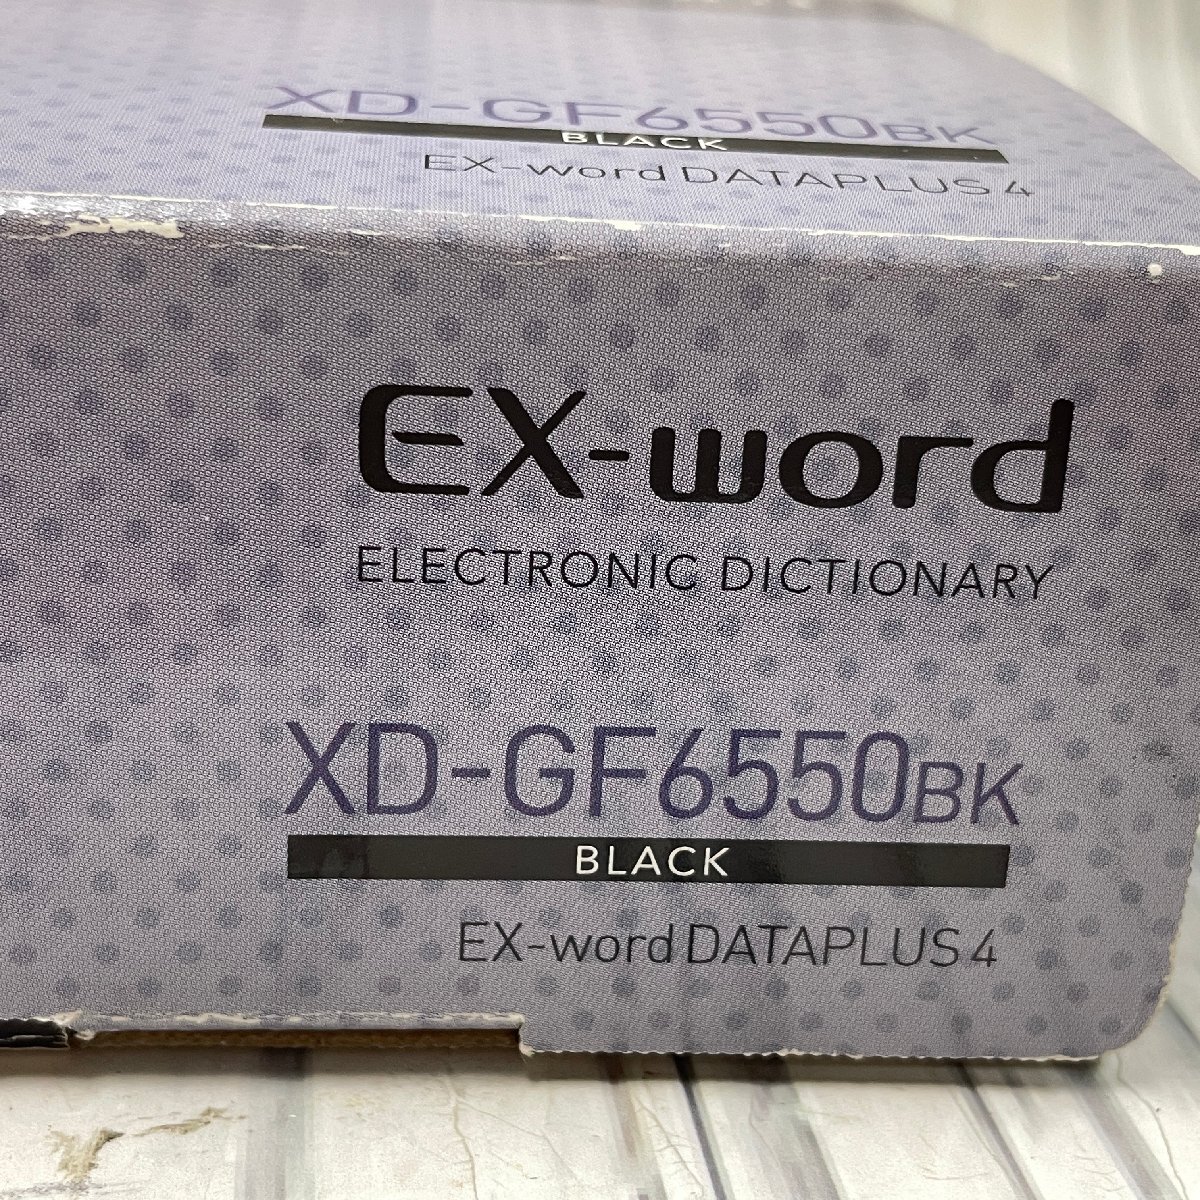 XD-GF6550BK
BLACK
EX-word DATAPLUS 4
EX-word
ELECTRONIC DICTIONARY
XD-GF6550BK
BLACK
EX-word DATAPLUS 4